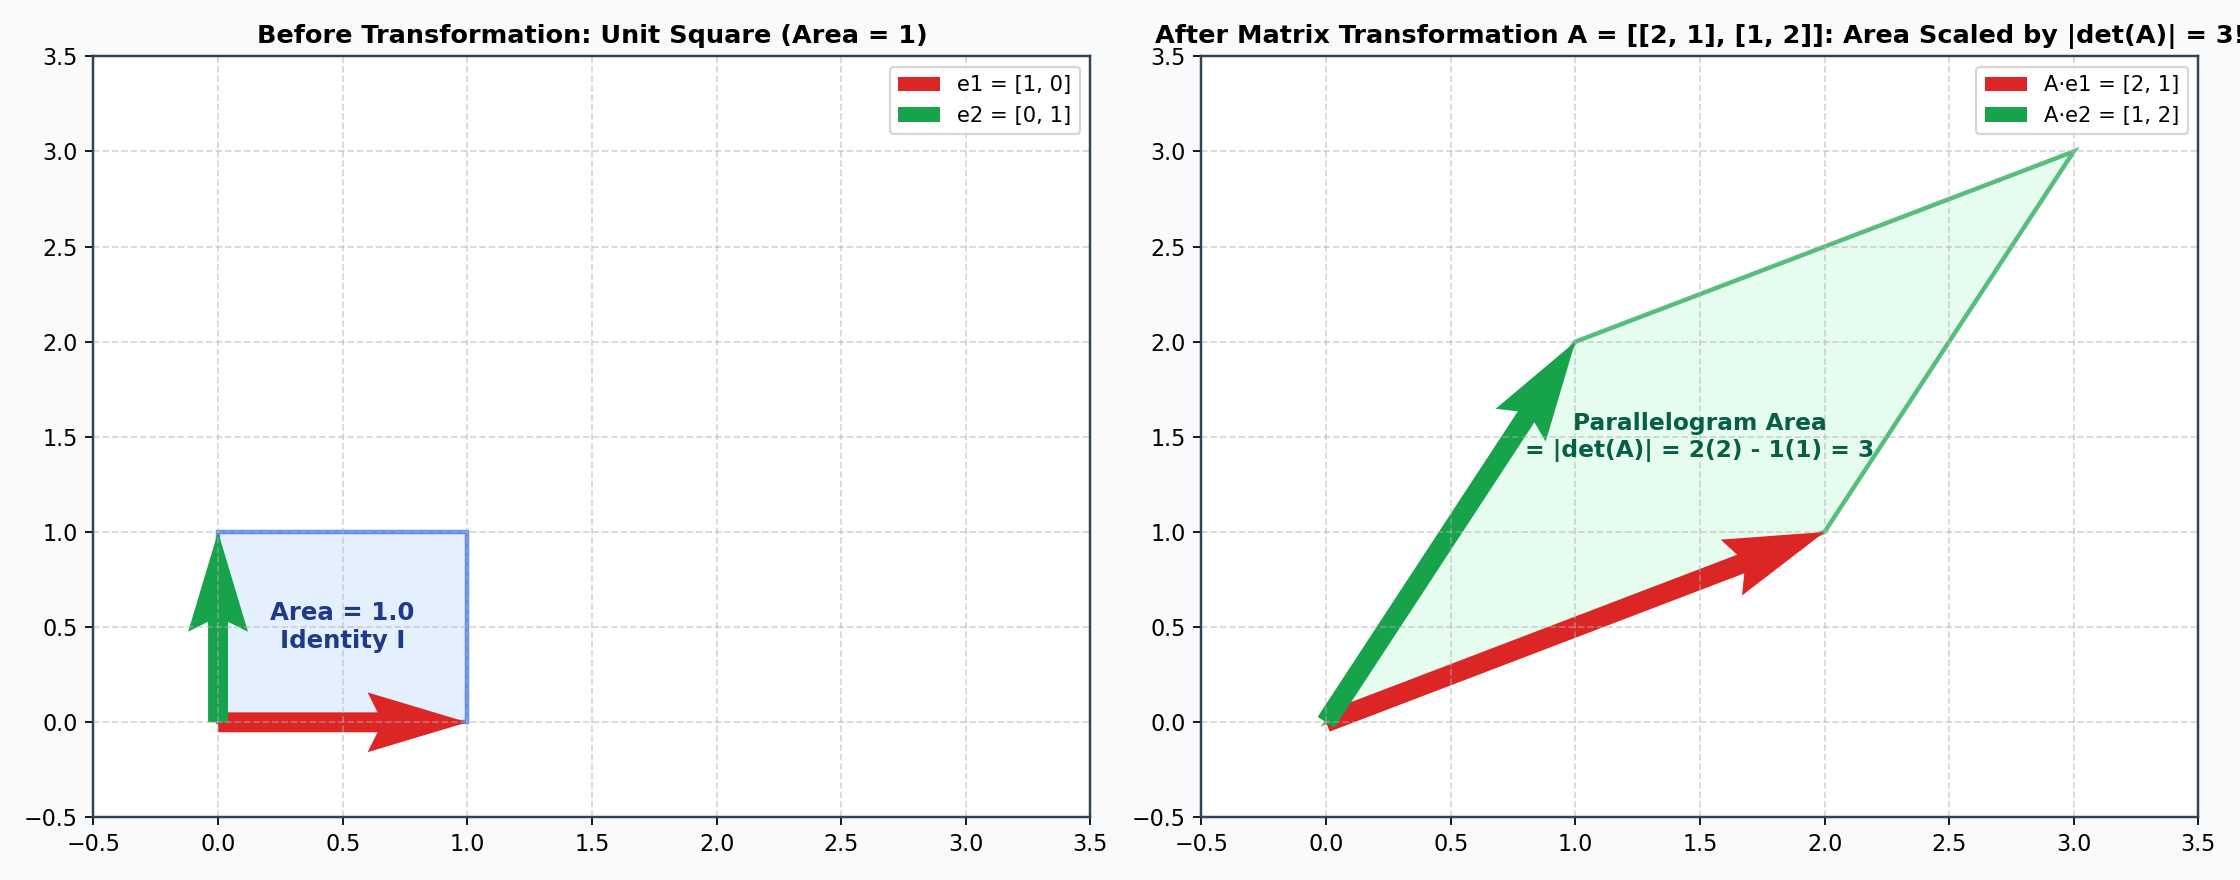 Before Transformation: Unit Square (Area = 1)
3.5
3.0
2.5
2.0
1.5
1.0
0.5
0.0
−0.5
e1 = [1, 0]
e2 = [0, 1]
Area = 1.0
Identity I
−0.5 0.0 0.5 1.0 1.5 2.0 2.5 3.0 3.5
After Matrix Transformation A = [[2, 1], [1, 2]]: Area Scaled by |det(A)| = 3!
3.5
3.0
2.5
2.0
1.5
1.0
0.5
0.0
−0.5
A·e1 = [2, 1]
A·e2 = [1, 2]
Parallelogram Area
= |det(A)| = 2(2) - 1(1) = 3
−0.5 0.0 0.5 1.0 1.5 2.0 2.5 3.0 3.5